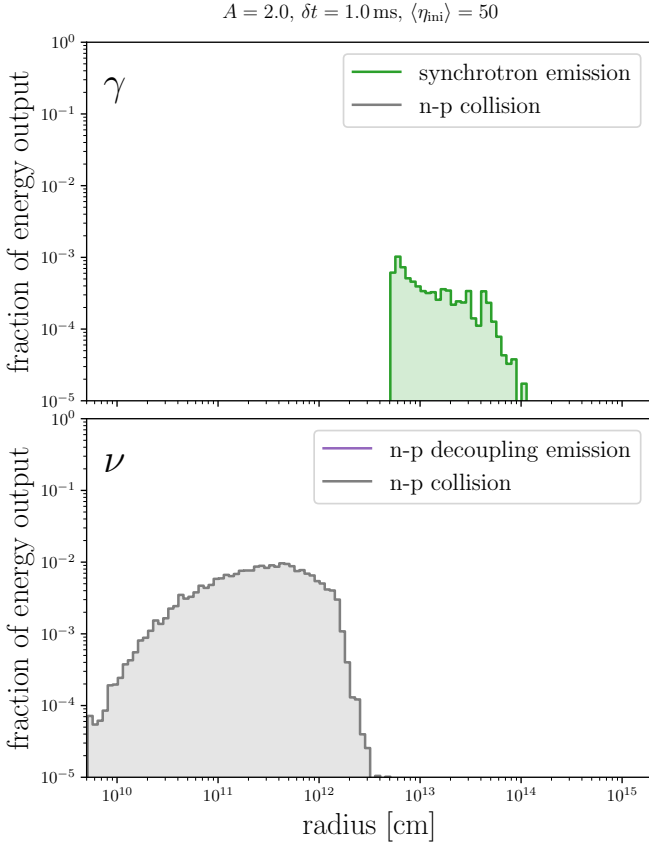 A = 2.0, δt = 1.0 ms, ⟨η_ini⟩ = 50
10^0
10^-1
10^-2
10^-3
10^-4
10^-5
fraction of energy output
γ
synchrotron emission
n-p collision
10^0
10^-1
10^-2
10^-3
10^-4
10^-5
fraction of energy output
ν
n-p decoupling emission
n-p collision
10^10 10^11 10^12 10^13 10^14 10^15
radius [cm]